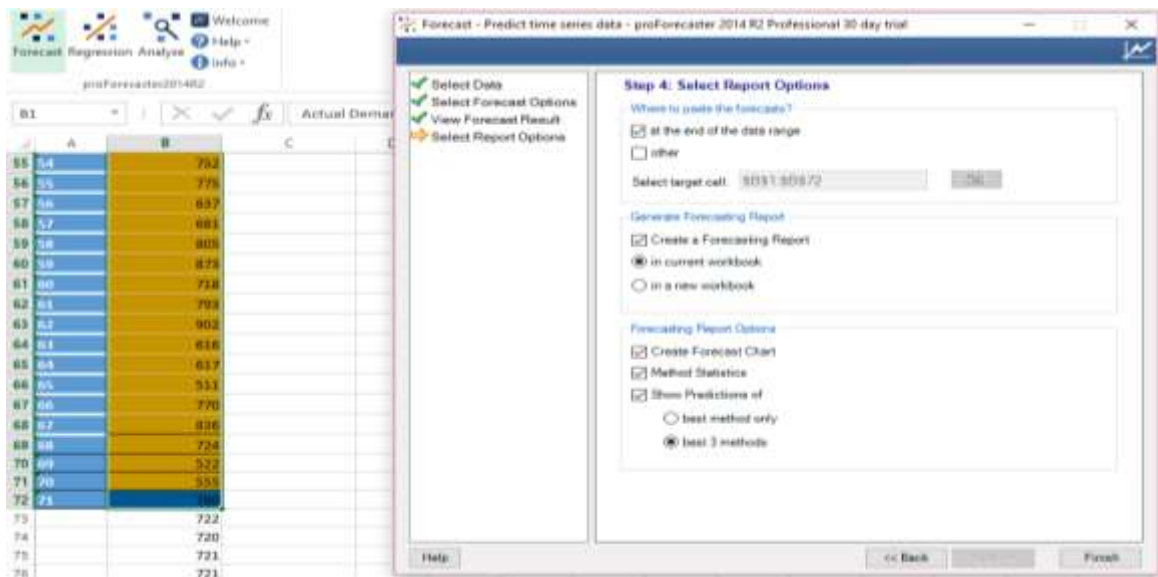 Welcome
Help
Info
Forecast Regression Analyse
proForecaster2014R2
B1
fx
Actual Demar
A B C
55 54 752
56 55 775
57 56 637
58 57 681
59 58 805
60 59 873
61 60 718
62 61 793
63 62 902
64 63 616
65 64 617
66 65 511
67 66 770
68 67 836
69 68 724
70 69 522
71 70 555
72 71
73 722
74 720
75 721
76 721
Forecast - Predict time series data - proForecaster 2014 R2 Professional 30 day trial
Select Data
Select Forecast Options
View Forecast Result
Select Report Options
Step 4: Select Report Options
Where to paste the forecasts?
at the end of the data range
other
Select target cell: $D$1:$D$72
Generate Forecasting Report
Create a Forecasting Report
in current workbook
in a new workbook
Forecasting Report Options
Create Forecast Chart
Method Statistics
Show Predictions of
best method only
best 3 methods
Help
<< Back
Finish